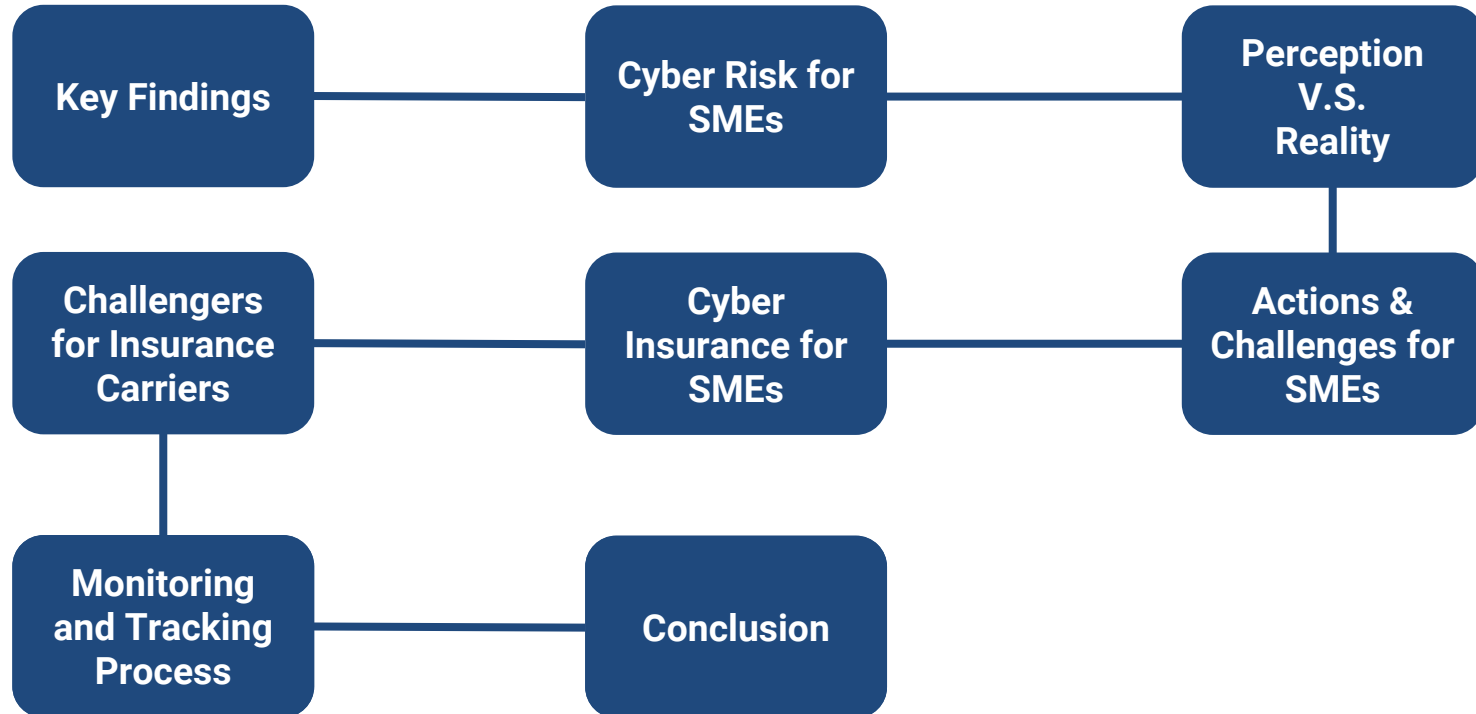 Key Findings
Cyber Risk for
SMEs
Perception
V.S.
Reality
Challengers
for Insurance
Carriers
Cyber
Insurance for
SMEs
Actions &
Challenges for
SMEs
Monitoring
and Tracking
Process
Conclusion